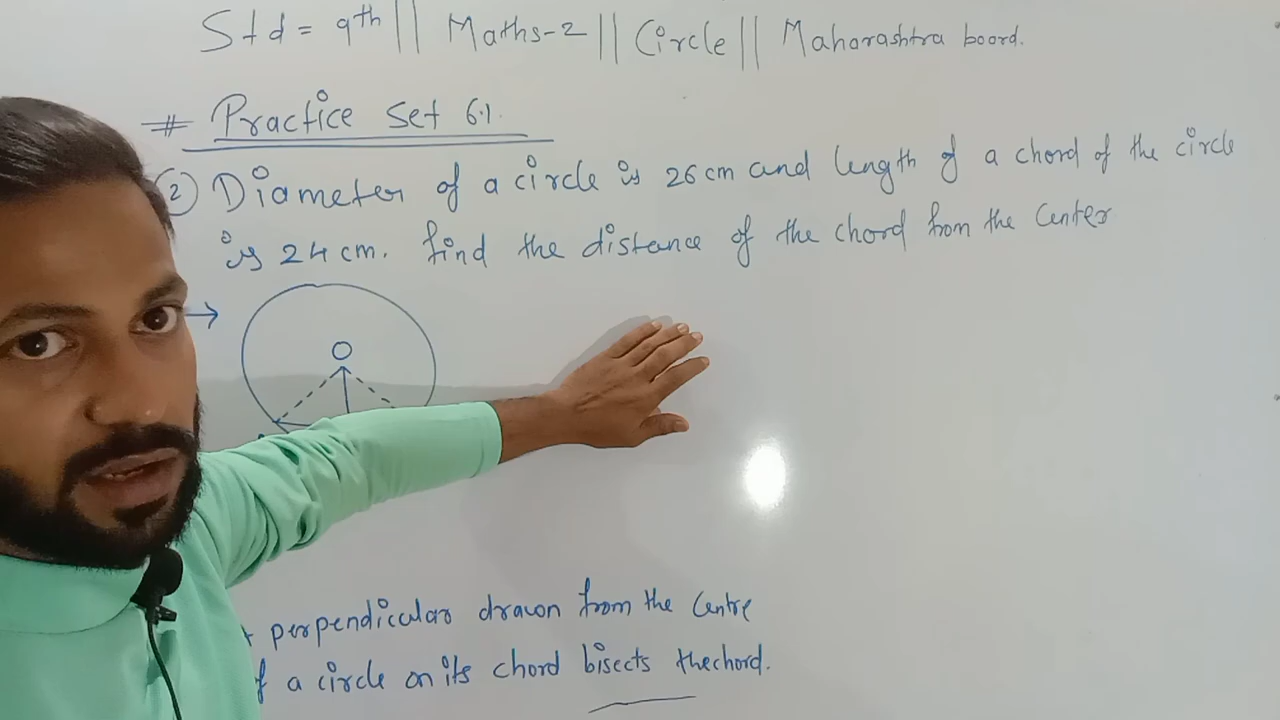 Std = 9th || Maths-2 || Circle || Maharashtra board.
# Practice Set 6.1.
(2) Diameter of a circle is 26 cm and length of a chord of the circle
is 24 cm. find the distance of the chord from the Center
→
O
perpendicular drawn from the Centre
of a circle on its chord bisects the chord.